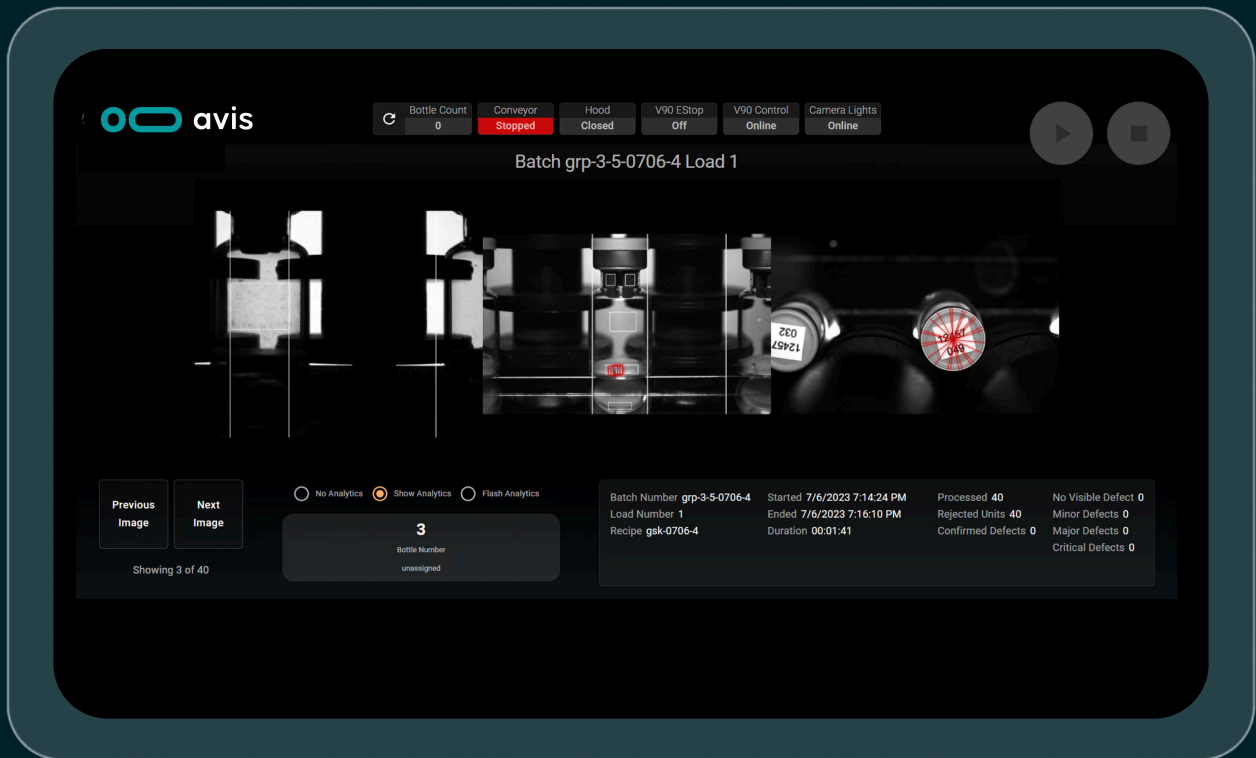 avis
Bottle Count
0
Conveyor
Stopped
Hood
Closed
V90 EStop
Off
V90 Control
Online
Camera Lights
Online
Batch grp-3-5-0706-4 Load 1
12457
032
12457
049
Previous
Image
Next
Image
Showing 3 of 40
No Analytics
Show Analytics
Flash Analytics
3
Bottle Number
unassigned
Batch Number grp-3-5-0706-4
Load Number 1
Recipe gsk-0706-4
Started 7/6/2023 7:14:24 PM
Ended 7/6/2023 7:16:10 PM
Duration 00:01:41
Processed 40
Rejected Units 40
Confirmed Defects 0
No Visible Defect 0
Minor Defects 0
Major Defects 0
Critical Defects 0